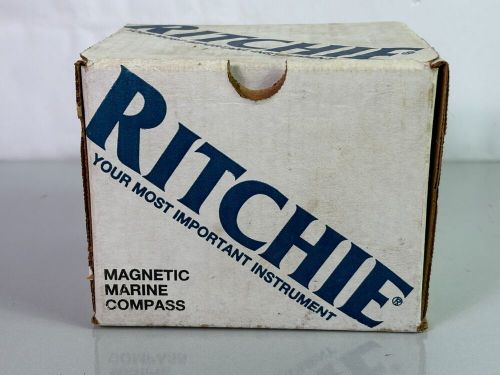 RITCHIE®
RITCHIE®
YOUR MOST IMPORTANT INSTRUMENT
MAGNETIC
MARINE
COMPASS